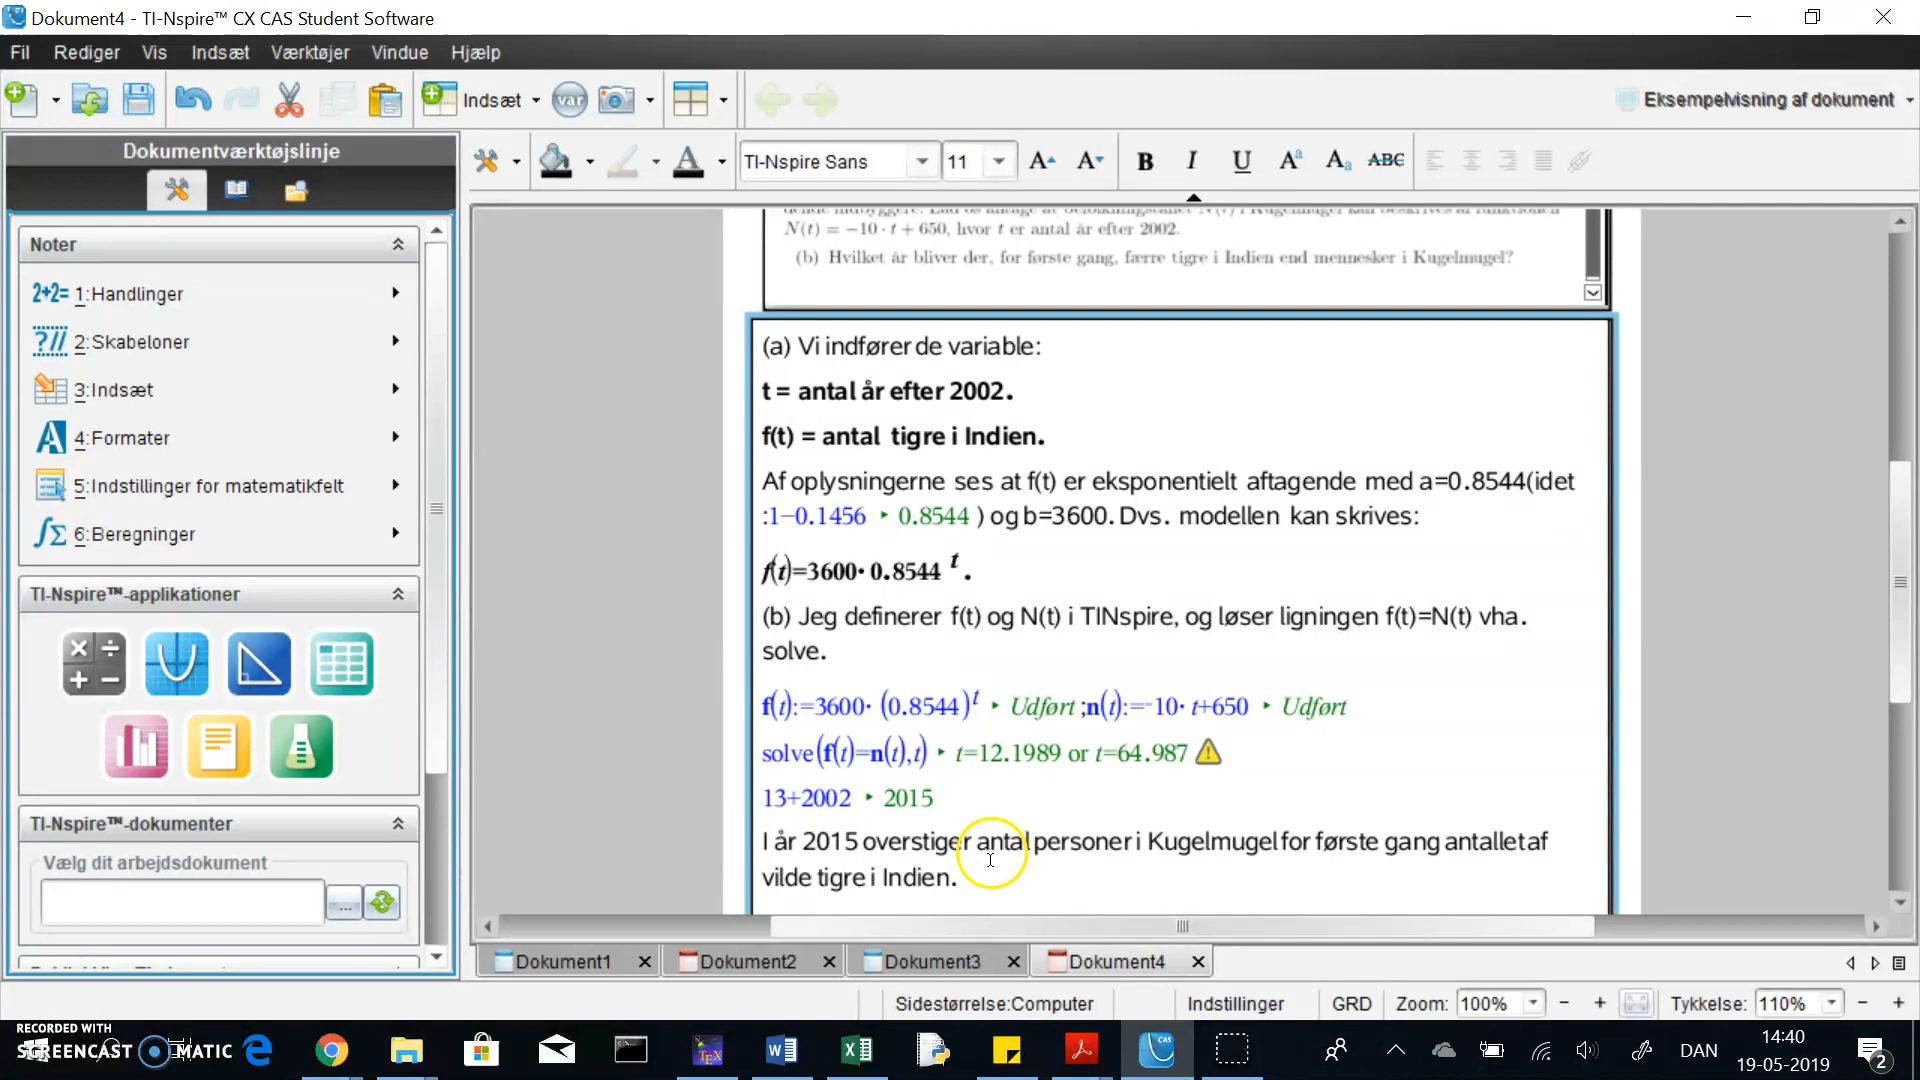 Dokument4 - TI-Nspire™ CX CAS Student Software
Fil Rediger Vis Indsæt Værktøjer Vindue Hjælp
Indsæt var Eksempelvisning af dokument
Dokumentværktøjslinje
TI-Nspire Sans 11 B I U ABC
Noter
1:Handlinger
2:Skabeloner
3:Indsæt
4:Formater
5:Indstillinger for matematikfelt
6:Beregninger
TI-Nspire™-applikationer
TI-Nspire™-dokumenter
Vælg dit arbejdsdokument
...
N(t) = −10 · t + 650, hvor t er antal år efter 2002.
(b) Hvilket år bliver der, for første gang, færre tigre i Indien end mennesker i Kugelmugel?
(a) Vi indfører de variable:
t = antal år efter 2002.
f(t) = antal tigre i Indien.
Af oplysningerne ses at f(t) er eksponentielt aftagende med a=0.8544(idet
:1−0.1456 ▸ 0.8544 ) og b=3600. Dvs. modellen kan skrives:
f(t)=3600· 0.8544 ᵗ .
(b) Jeg definerer f(t) og N(t) i TINspire, og løser ligningen f(t)=N(t) vha.
solve.
f(t):=3600· (0.8544)ᵗ ▸ Udført ;n(t):=−10· t+650 ▸ Udført
solve(f(t)=n(t),t) ▸ t=12.1989 or t=64.987
13+2002 ▸ 2015
I år 2015 overstiger antal personer i Kugelmugel for første gang antallet af
vilde tigre i Indien.
Dokument1 Dokument2 Dokument3 Dokument4
Sidestørrelse:Computer Indstillinger GRD Zoom: 100% Tykkelse: 110%
RECORDED WITH
SCREENCAST MATIC
DAN
14:40
19-05-2019
2